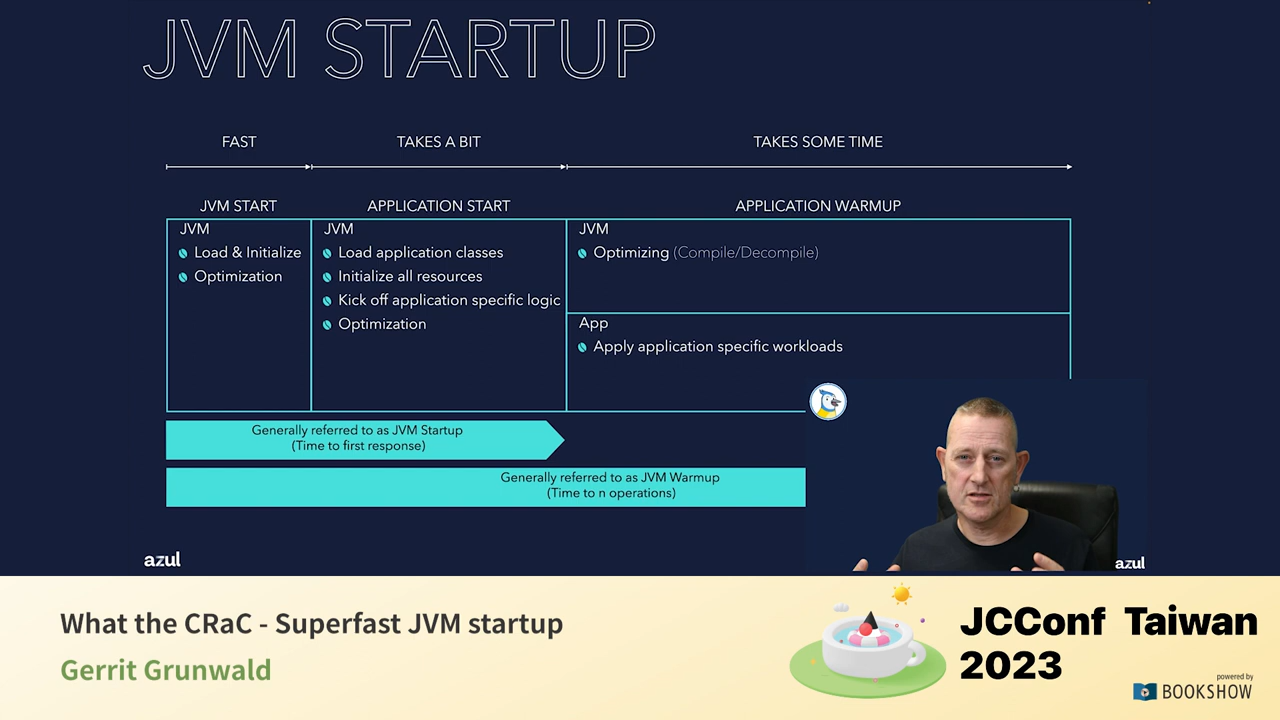 JVM STARTUP
FAST
TAKES A BIT
TAKES SOME TIME
JVM START
APPLICATION START
APPLICATION WARMUP
JVM
Load & Initialize
Optimization
JVM
Load application classes
Initialize all resources
Kick off application specific logic
Optimization
JVM
Optimizing (Compile/Decompile)
App
Apply application specific workloads
Generally referred to as JVM Startup
(Time to first response)
Generally referred to as JVM Warmup
(Time to n operations)
azul
azul
What the CRaC - Superfast JVM startup
Gerrit Grunwald
JCConf Taiwan
2023
powered by
BOOKSHOW